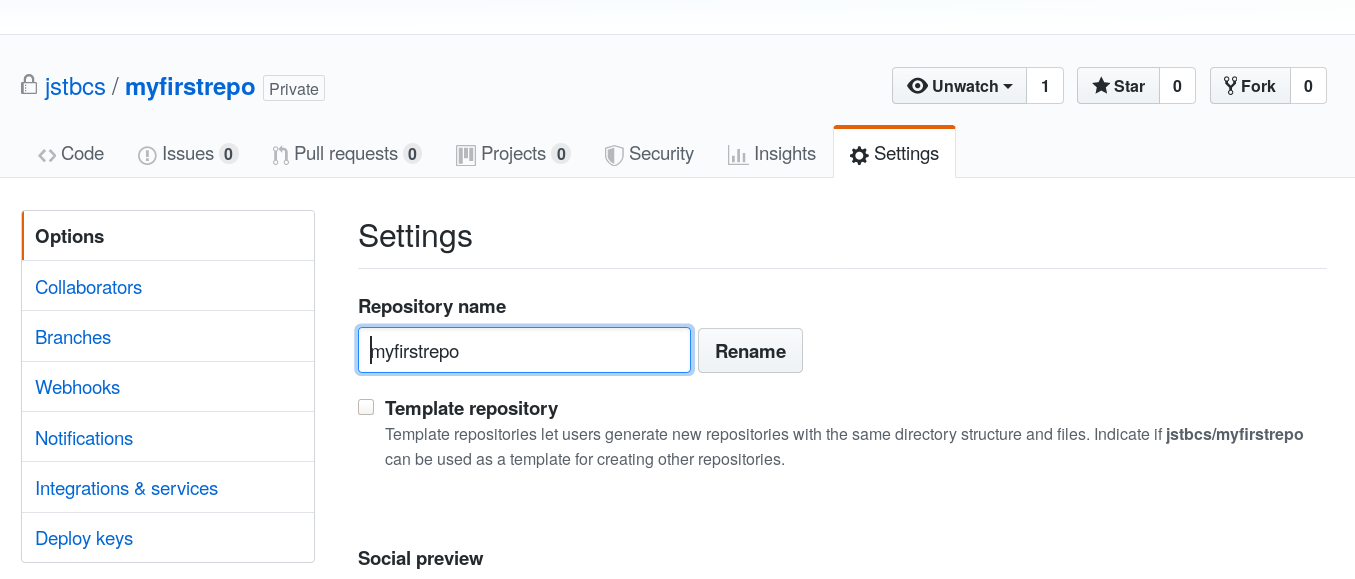 jstbcs / myfirstrepo Private
Unwatch 1 Star 0 Fork 0
Code Issues 0 Pull requests 0 Projects 0 Security Insights Settings
Options
Collaborators
Branches
Webhooks
Notifications
Integrations & services
Deploy keys
Settings
Repository name
myfirstrepo Rename
Template repository
Template repositories let users generate new repositories with the same directory structure and files. Indicate if jstbcs/myfirstrepo
can be used as a template for creating other repositories.
Social preview